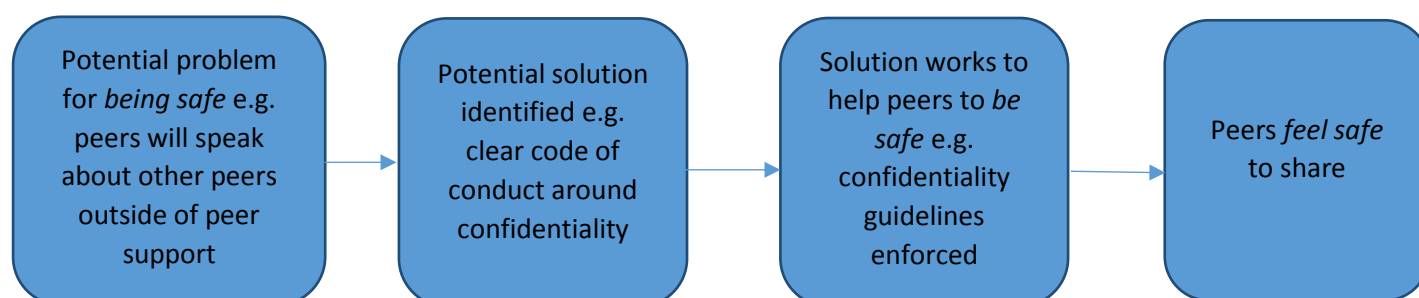 Potential problem
for being safe e.g.
peers will speak
about other peers
outside of peer
support
Potential solution
identified e.g.
clear code of
conduct around
confidentiality
Solution works to
help peers to be
safe e.g.
confidentiality
guidelines
enforced
Peers feel safe
to share